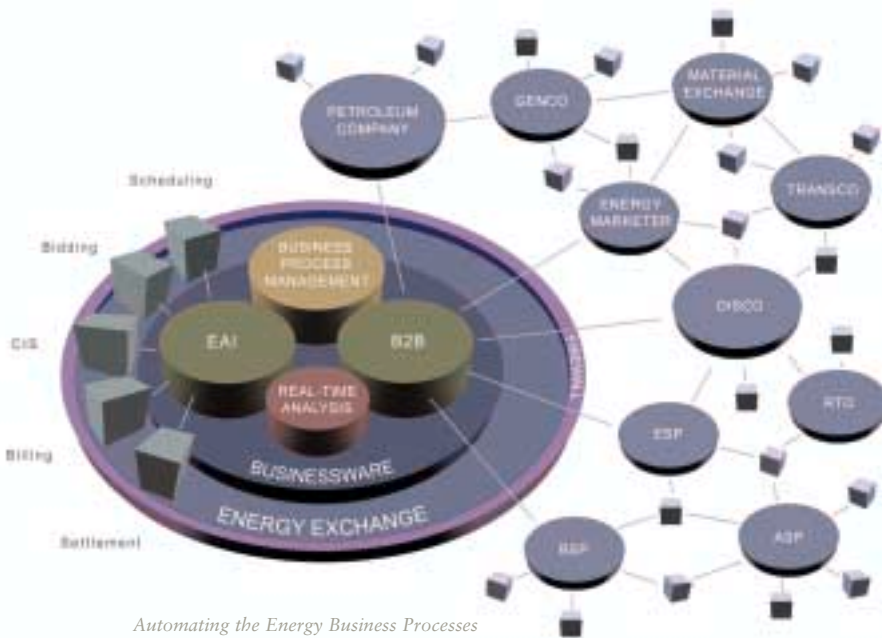 MATERIAL
EXCHANGE
GENCO
PETROLEUM
COMPANY
TRANSCO
ENERGY
MARKETER
Scheduling
Bidding
CIS
Billing
Settlement
BUSINESS
PROCESS
MANAGEMENT
EAI
B2B
REAL-TIME
ANALYSIS
BUSINESSWARE
ENERGY EXCHANGE
DISCO
ESP
ASP
Automating the Energy Business Processes